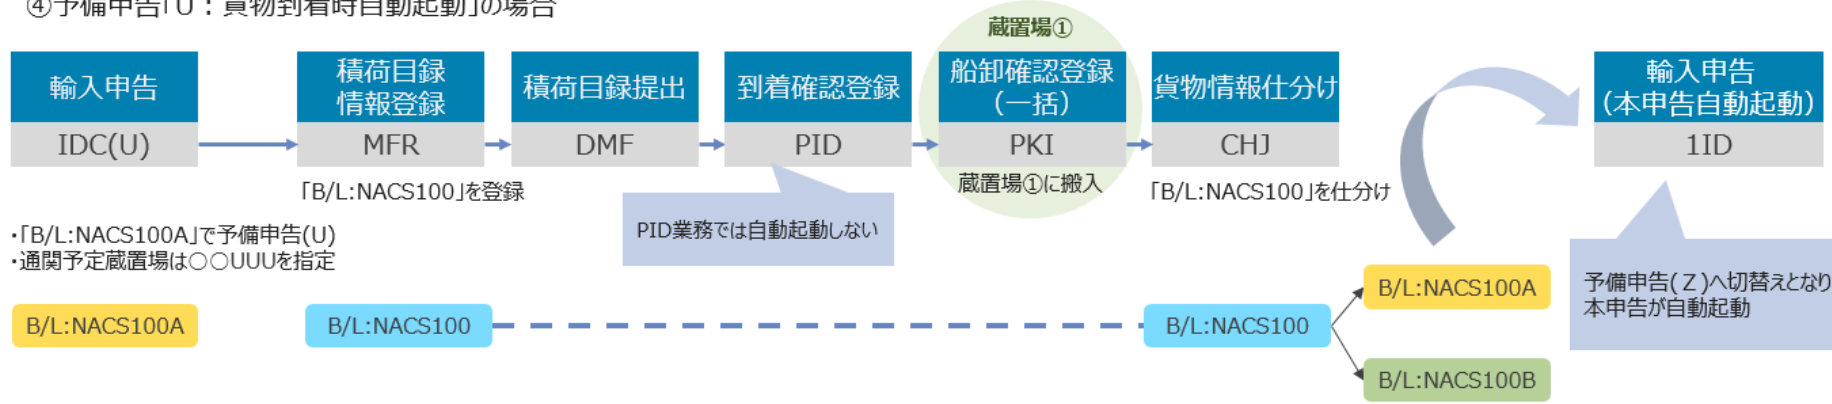 ④予備申告「U：貨物到着時自動起動」の場合
蔵置場①
輸入申告
IDC(U)
積荷目録
情報登録
MFR
積荷目録提出
DMF
到着確認登録
PID
船卸確認登録
（一括）
PKI
貨物情報仕分け
CHJ
輸入申告
（本申告自動起動）
1ID
「B/L:NACS100」を登録
蔵置場①に搬入
「B/L:NACS100」を仕分け
PID業務では自動起動しない
・「B/L:NACS100A」で予備申告(U)
・通関予定蔵置場は○○UUUを指定
予備申告(Z)へ切替えとなり
本申告が自動起動
B/L:NACS100A
B/L:NACS100
B/L:NACS100
B/L:NACS100A
B/L:NACS100B